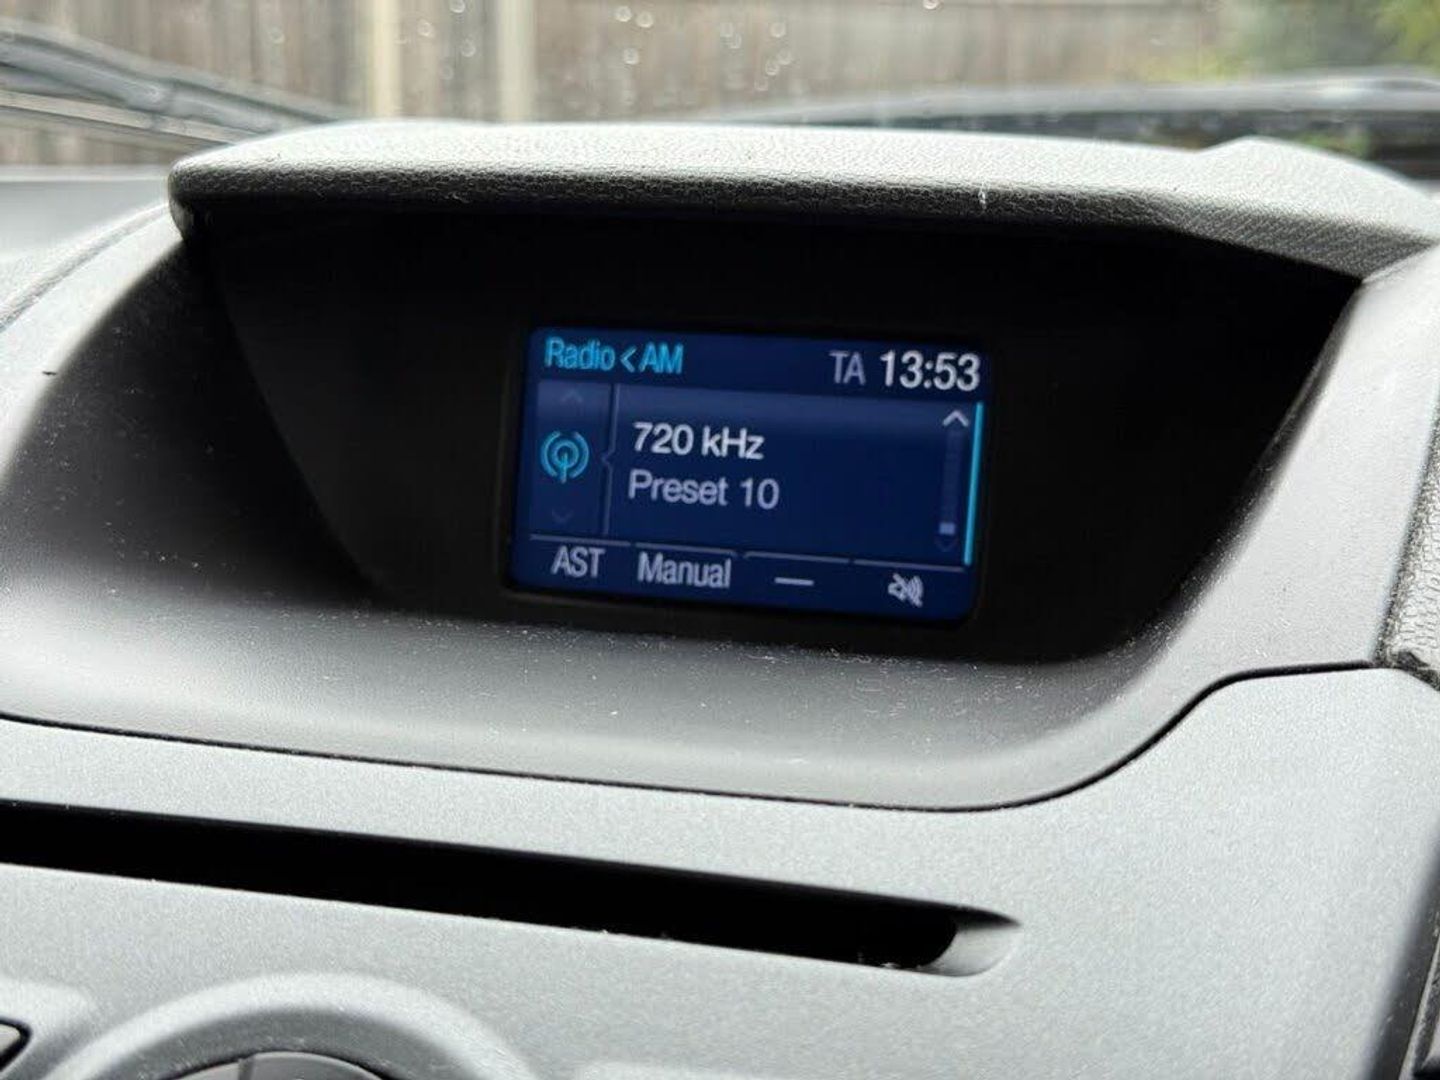 Radio < AM TA 13:53
720 kHz
Preset 10
AST Manual —